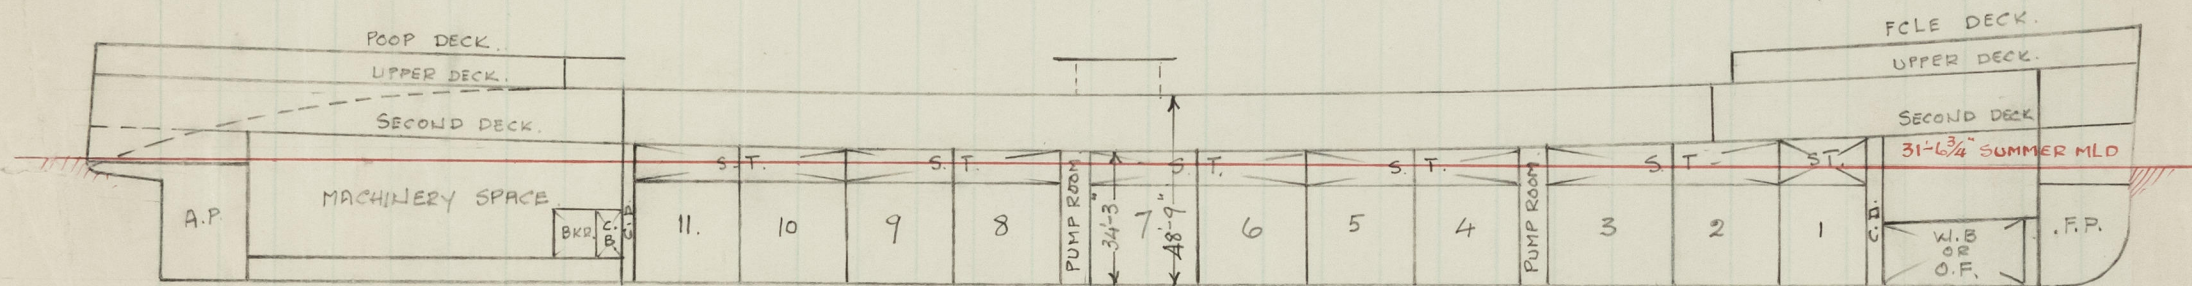 POOP DECK.
UPPER DECK.
SECOND DECK.
FCLE DECK.
UPPER DECK.
SECOND DECK
31'-6¾" SUMMER MLD
S. T.
S. T.
S. T.
S. T.
S. T
S T.
A.P.
MACHINERY SPACE
BKR.
C.
B.
C.D
11.
10
9
8
PUMP ROOM
34'-3"
7
48'-9"
6
5
4
PUMP ROOM
3
2
1
C.D.
W.B
OR
O.F.
.F.P.